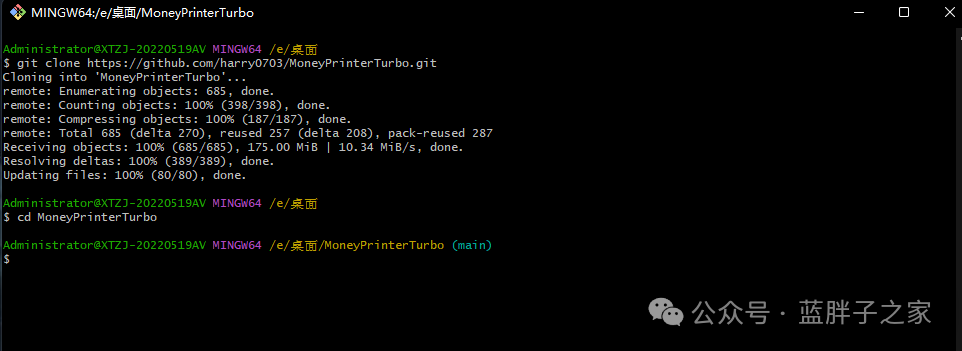 MINGW64:/e/桌面/MoneyPrinterTurbo
Administrator@XTZJ-20220519AV MINGW64 /e/桌面
$ git clone https://github.com/harry0703/MoneyPrinterTurbo.git
Cloning into 'MoneyPrinterTurbo'...
remote: Enumerating objects: 685, done.
remote: Counting objects: 100% (398/398), done.
remote: Compressing objects: 100% (187/187), done.
remote: Total 685 (delta 270), reused 257 (delta 208), pack-reused 287
Receiving objects: 100% (685/685), 175.00 MiB | 10.34 MiB/s, done.
Resolving deltas: 100% (389/389), done.
Updating files: 100% (80/80), done.
Administrator@XTZJ-20220519AV MINGW64 /e/桌面
$ cd MoneyPrinterTurbo
Administrator@XTZJ-20220519AV MINGW64 /e/桌面/MoneyPrinterTurbo (main)
$
公众号 · 蓝胖子之家